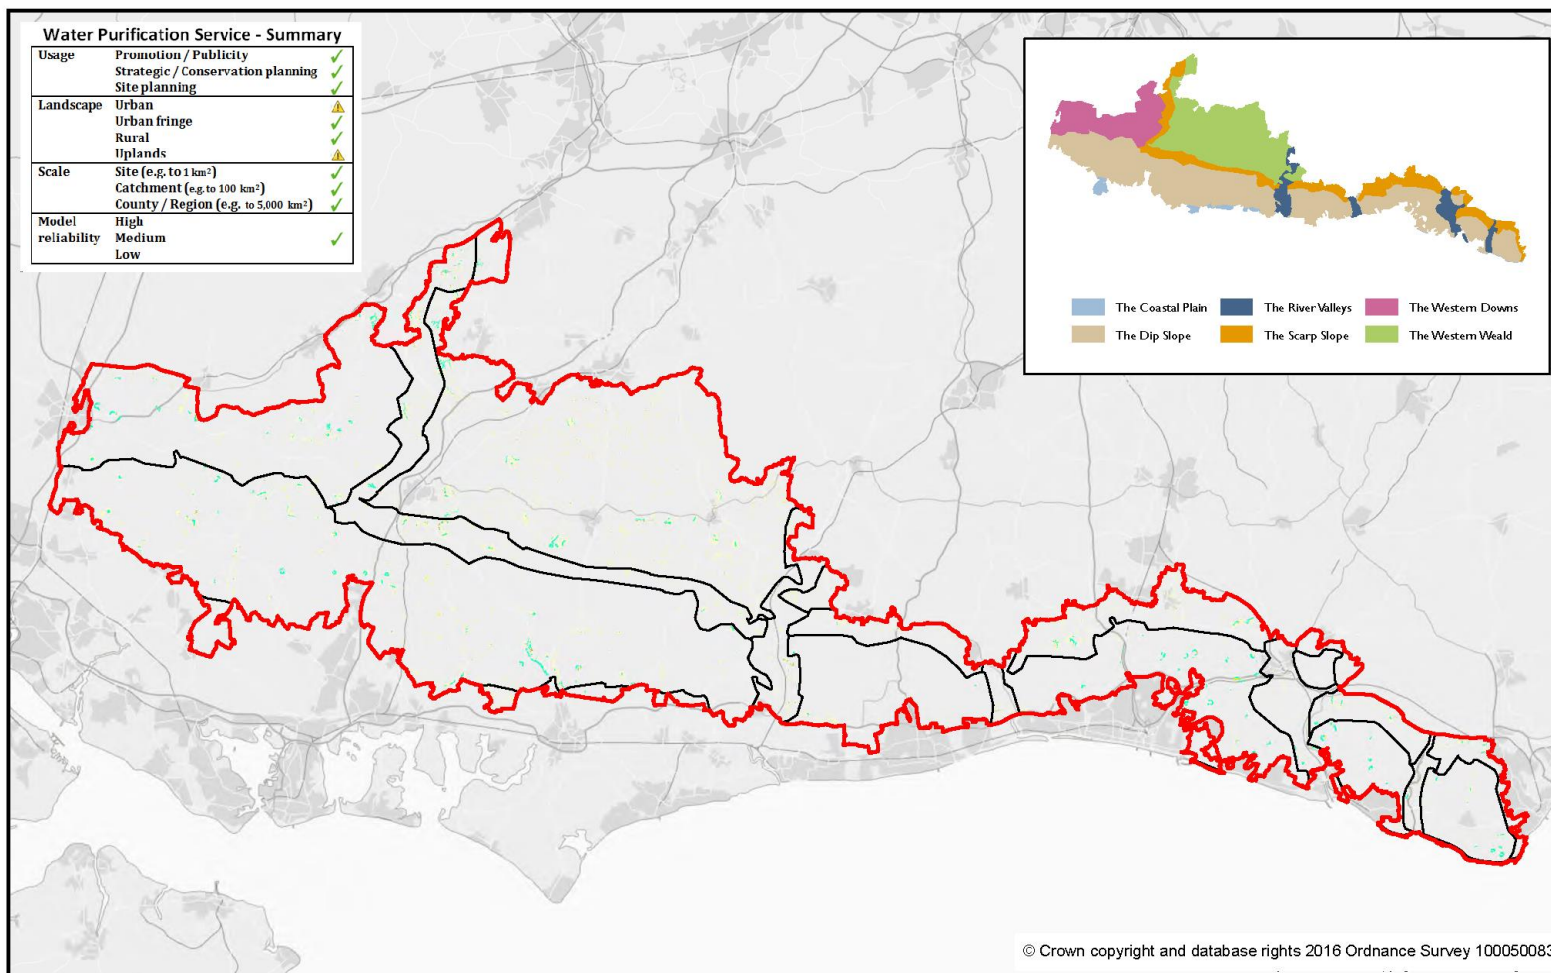 Water Purification Service - Summary
Usage Promotion / Publicity ✓
Strategic / Conservation planning ✓
Site planning ✓
Landscape Urban ⚠
Urban fringe ✓
Rural ✓
Uplands ⚠
Scale Site (e.g. to 1 km²) ✓
Catchment (e.g. to 100 km²) ✓
County / Region (e.g. to 5,000 km²) ✓
Model High
reliability Medium ✓
Low
The Coastal Plain The River Valleys The Western Downs
The Dip Slope The Scarp Slope The Western Weald
© Crown copyright and database rights 2016 Ordnance Survey 100050083